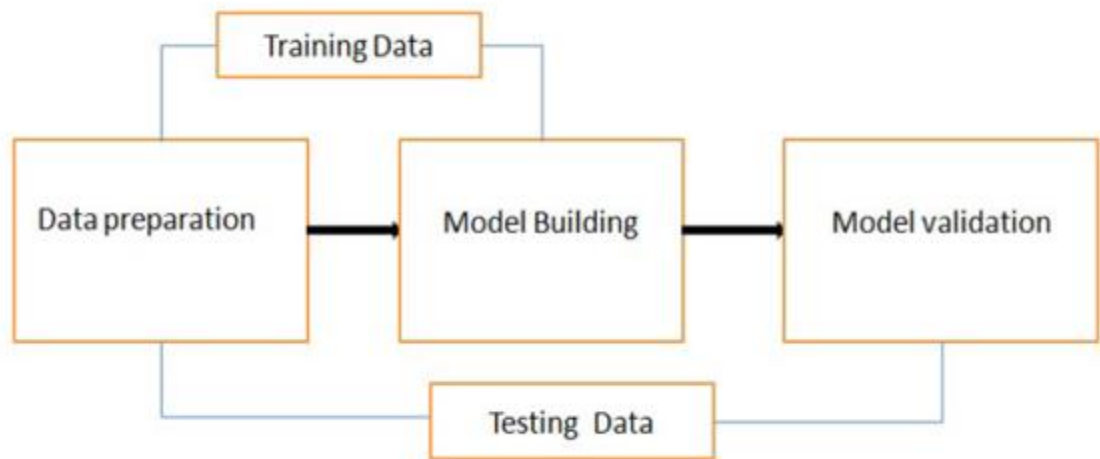 Training Data
Data preparation
Model Building
Model validation
Testing Data